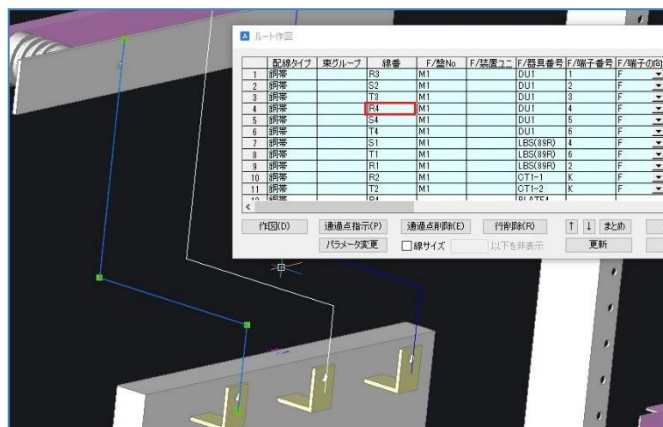 ルート作図
配線タイプ 束グループ 線番 F/盤No F/装置ユニ F/器具番号 F/端子番号 F/端子の向
1 銅帯 R3 M1 DU1 1 F
2 銅帯 S2 M1 DU1 2 F
3 銅帯 T3 M1 DU1 3 F
4 銅帯 R4 M1 DU1 4 F
5 銅帯 S4 M1 DU1 5 F
6 銅帯 T4 M1 DU1 6 F
7 銅帯 S1 M1 LBS(89R) 4 F
8 銅帯 T1 M1 LBS(89R) 6 F
9 銅帯 R1 M1 LBS(89R) 2 F
10 銅帯 R2 M1 CT1-1 K F
11 銅帯 T2 M1 CT1-2 K F
作図(D) 通過点指示(P) 通過点削除(E) 行削除(R) ↑ ↓ まとめ
パラメータ変更 線サイズ 以下を非表示 更新